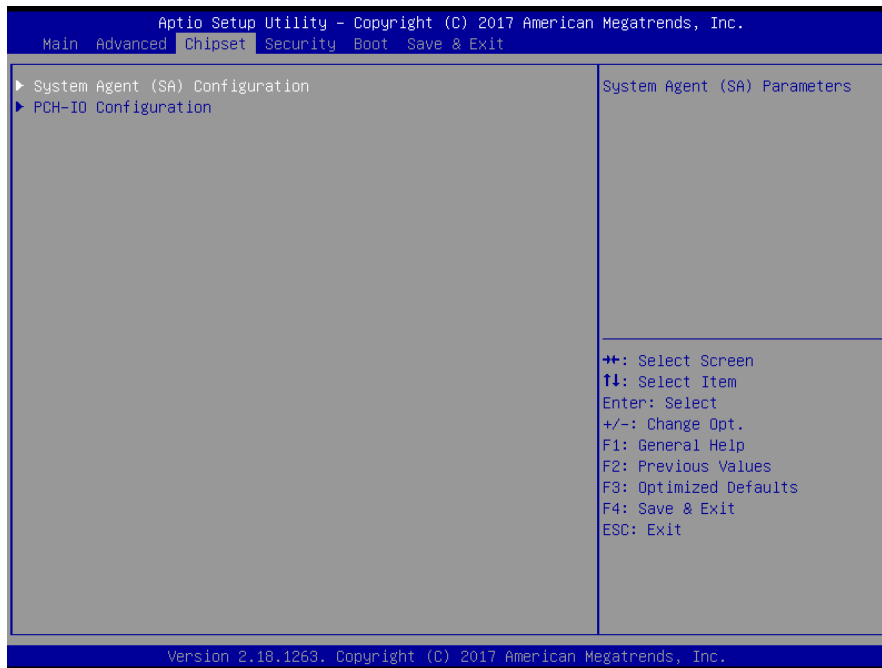 Aptio Setup Utility – Copyright (C) 2017 American Megatrends, Inc.
Main Advanced Chipset Security Boot Save & Exit
System Agent (SA) Configuration
PCH-IO Configuration
System Agent (SA) Parameters
→←: Select Screen
↑↓: Select Item
Enter: Select
+/-: Change Opt.
F1: General Help
F2: Previous Values
F3: Optimized Defaults
F4: Save & Exit
ESC: Exit
Version 2.18.1263. Copyright (C) 2017 American Megatrends, Inc.